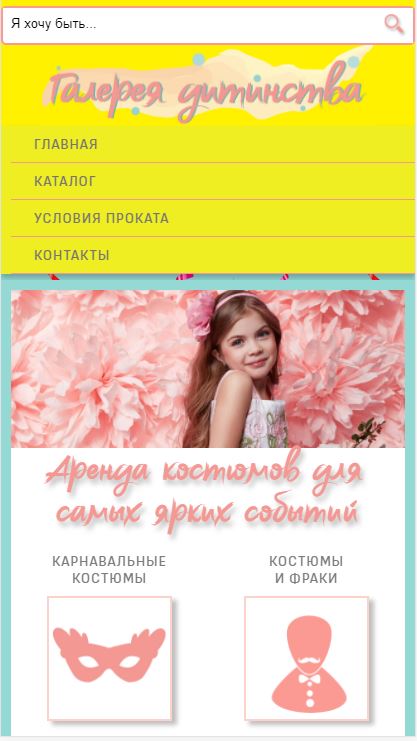 Я хочу быть...
Галерея дитинства
ГЛАВНАЯ
КАТАЛОГ
УСЛОВИЯ ПРОКАТА
КОНТАКТЫ
Аренда костюмов для
самых ярких событий
КАРНАВАЛЬНЫЕ
КОСТЮМЫ
КОСТЮМЫ
И ФРАКИ